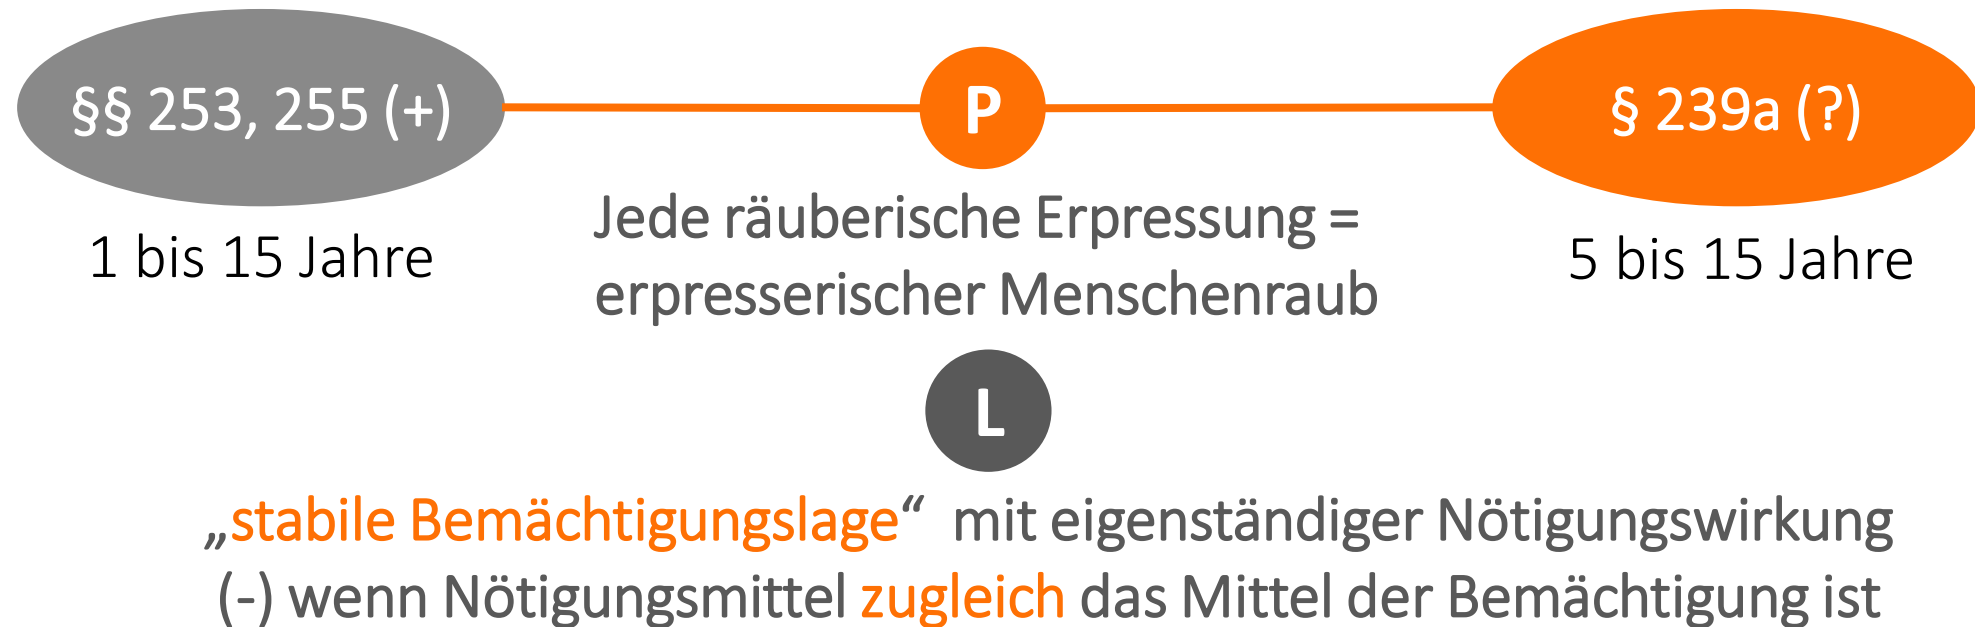 §§ 253, 255 (+)
P
§ 239a (?)
1 bis 15 Jahre
Jede räuberische Erpressung =
erpresserischer Menschenraub
5 bis 15 Jahre
L
„stabile Bemächtigungslage“ mit eigenständiger Nötigungswirkung
(-) wenn Nötigungsmittel zugleich das Mittel der Bemächtigung ist